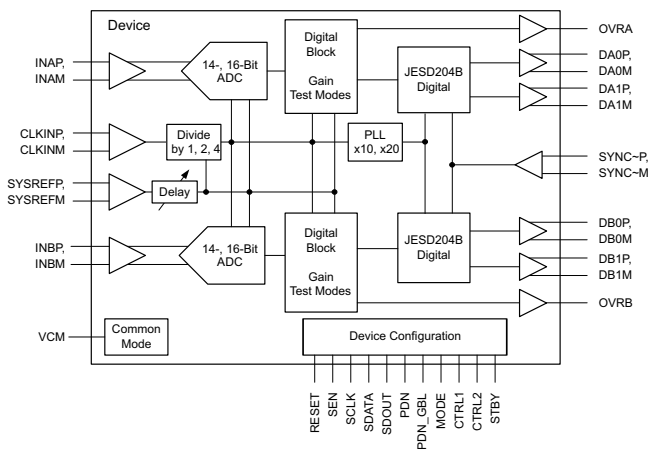 Device
INAP,
INAM
14-, 16-Bit
ADC
Digital
Block
Gain
Test Modes
JESD204B
Digital
OVRA
DA0P,
DA0M
DA1P,
DA1M
CLKINP,
CLKINM
Divide
by 1, 2, 4
PLL
x10, x20
SYNC~P,
SYNC~M
SYSREFP,
SYSREFM
Delay
INBP,
INBM
14-, 16-Bit
ADC
Digital
Block
Gain
Test Modes
JESD204B
Digital
DB0P,
DB0M
DB1P,
DB1M
OVRB
VCM
Common
Mode
Device Configuration
RESET
SEN
SCLK
SDATA
SDOUT
PDN
PDN_GBL
MODE
CTRL1
CTRL2
STBY